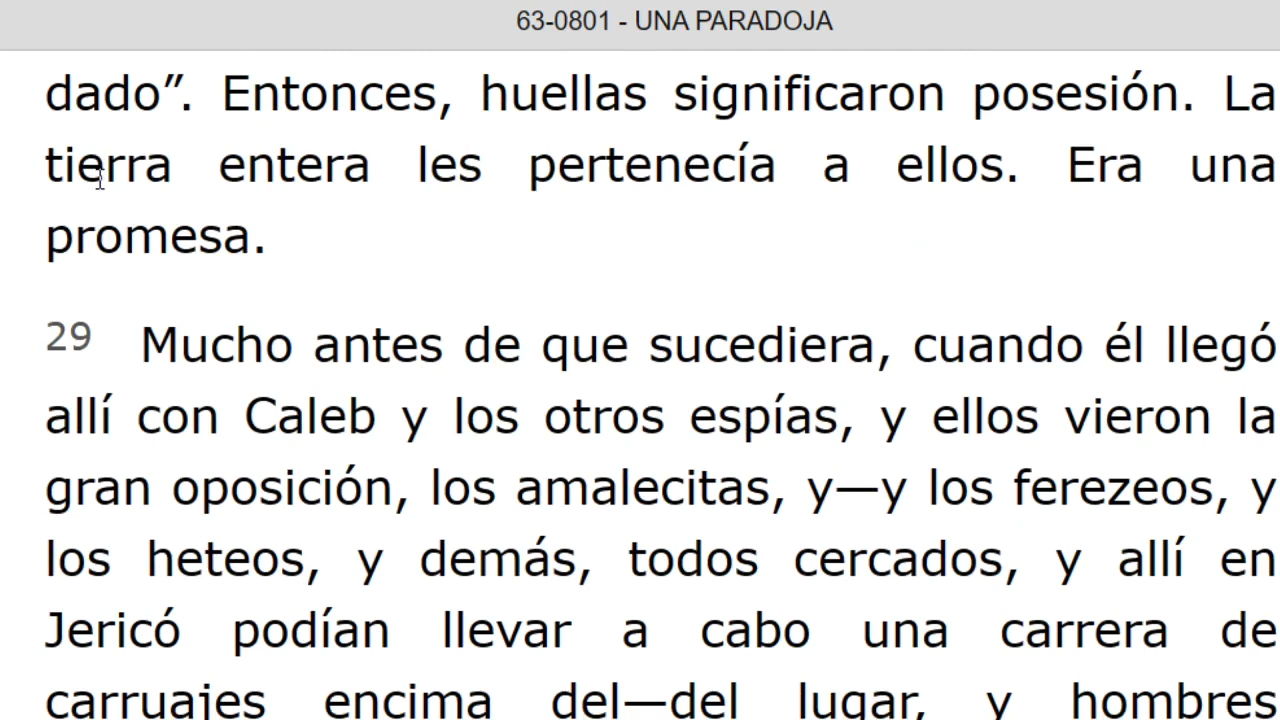 63-0801 - UNA PARADOJA
dado”. Entonces, huellas significaron posesión. La
tierra entera les pertenecía a ellos. Era una
promesa.
29 Mucho antes de que sucediera, cuando él llegó
allí con Caleb y los otros espías, y ellos vieron la
gran oposición, los amalecitas, y—y los ferezeos, y
los heteos, y demás, todos cercados, y allí en
Jericó podían llevar a cabo una carrera de
carruajes encima del—del lugar, y hombres